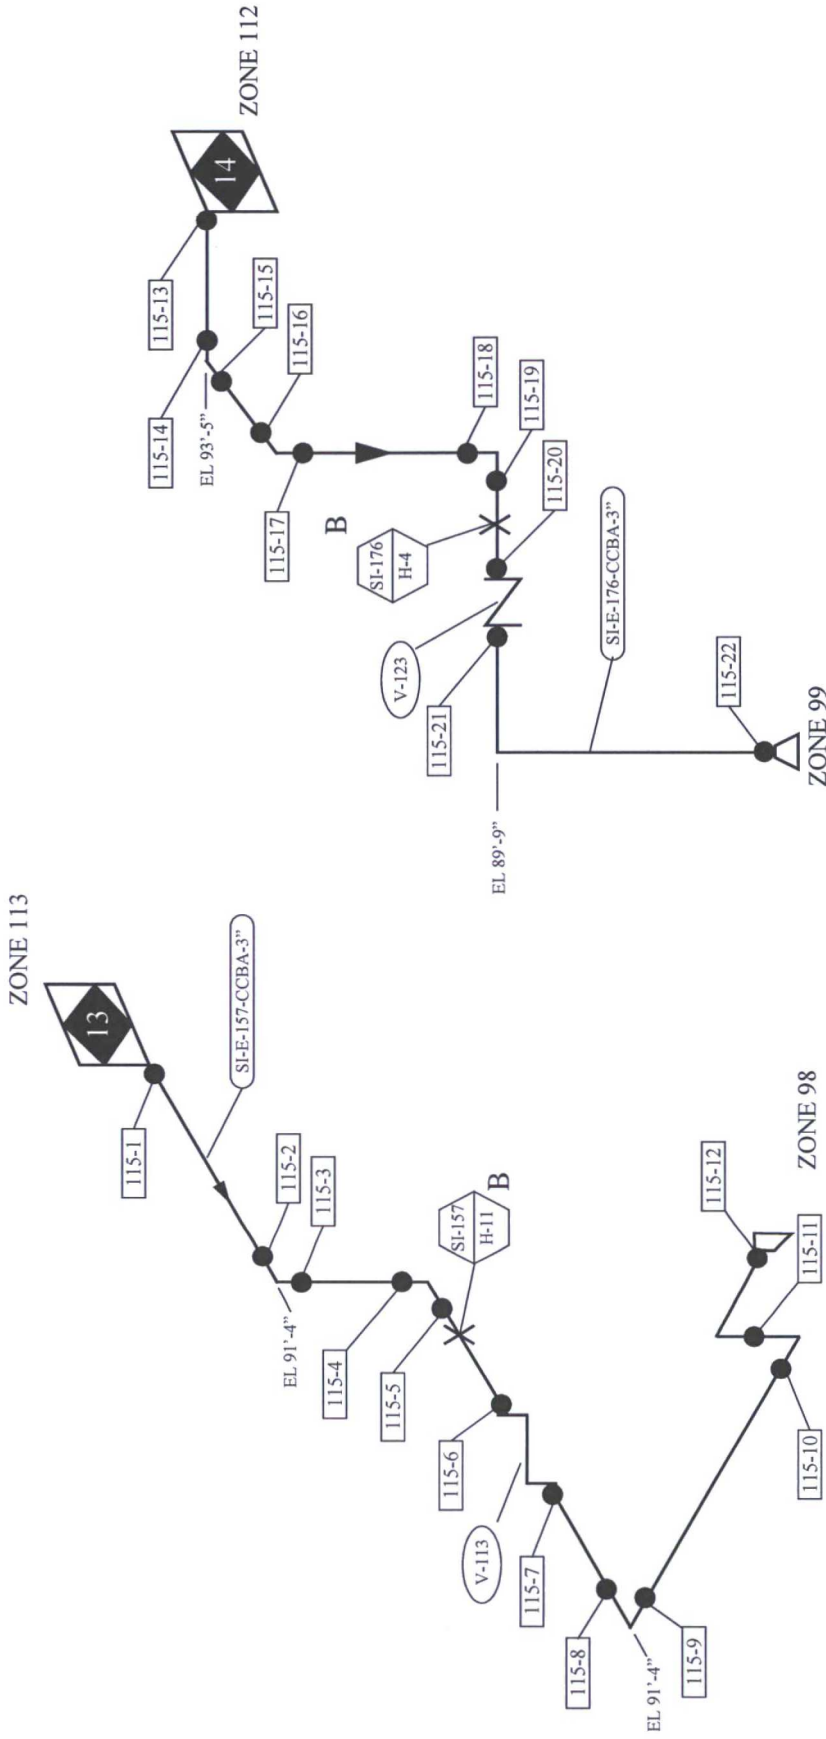 ZONE 113
13
115-1
SI-E-157-CCBA-3”
115-2
115-3
EL 91’-4”
115-4
115-5
SI-157
H-11
B
115-6
V-113
115-7
115-8
EL 91’-4”
115-9
115-10
115-11
115-12
ZONE 98
ZONE 112
14
115-13
115-14
EL 93’-5”
115-15
115-16
115-17
B
SI-176
H-4
115-18
115-19
115-20
V-123
115-21
SI-E-176-CCBA-3”
EL 89’-9”
115-22
ZONE 99